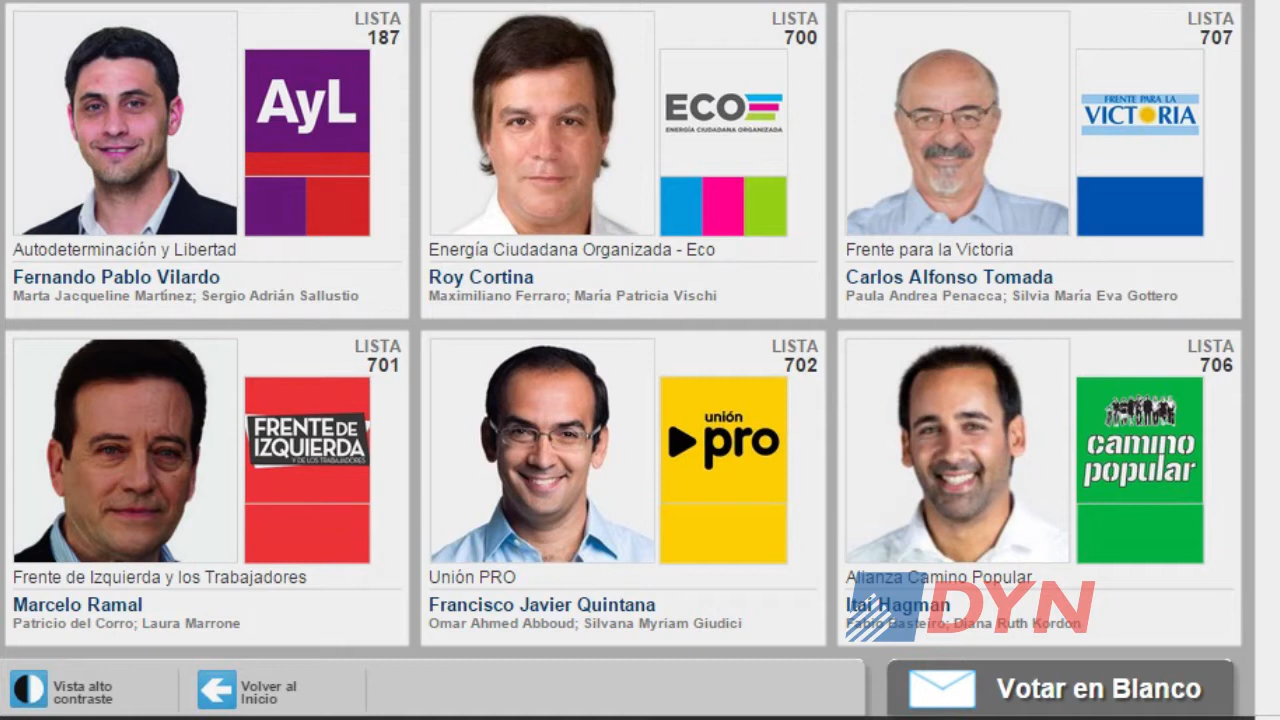 LISTA
187
AyL
Autodeterminación y Libertad
Fernando Pablo Vilardo
Marta Jacqueline Martínez; Sergio Adrián Sallustio
LISTA
700
ECO
ENERGÍA CIUDADANA ORGANIZADA
Energía Ciudadana Organizada - Eco
Roy Cortina
Maximiliano Ferraro; María Patricia Vischi
LISTA
707
FRENTE PARA LA
VICTORIA
Frente para la Victoria
Carlos Alfonso Tomada
Paula Andrea Penacca; Silvia María Eva Gottero
LISTA
701
FRENTE DE
IZQUIERDA
Y DE LOS TRABAJADORES
Frente de Izquierda y los Trabajadores
Marcelo Ramal
Patricio del Corro; Laura Marrone
LISTA
702
unión
pro
Unión PRO
Francisco Javier Quintana
Omar Ahmed Abboud; Silvana Myriam Giudici
LISTA
706
camino
popular
Alianza Camino Popular
Itai Hagman
Fabio Basteiro; Diana Ruth Kordon
DYN
Vista alto
contraste
Volver al
Inicio
Votar en Blanco